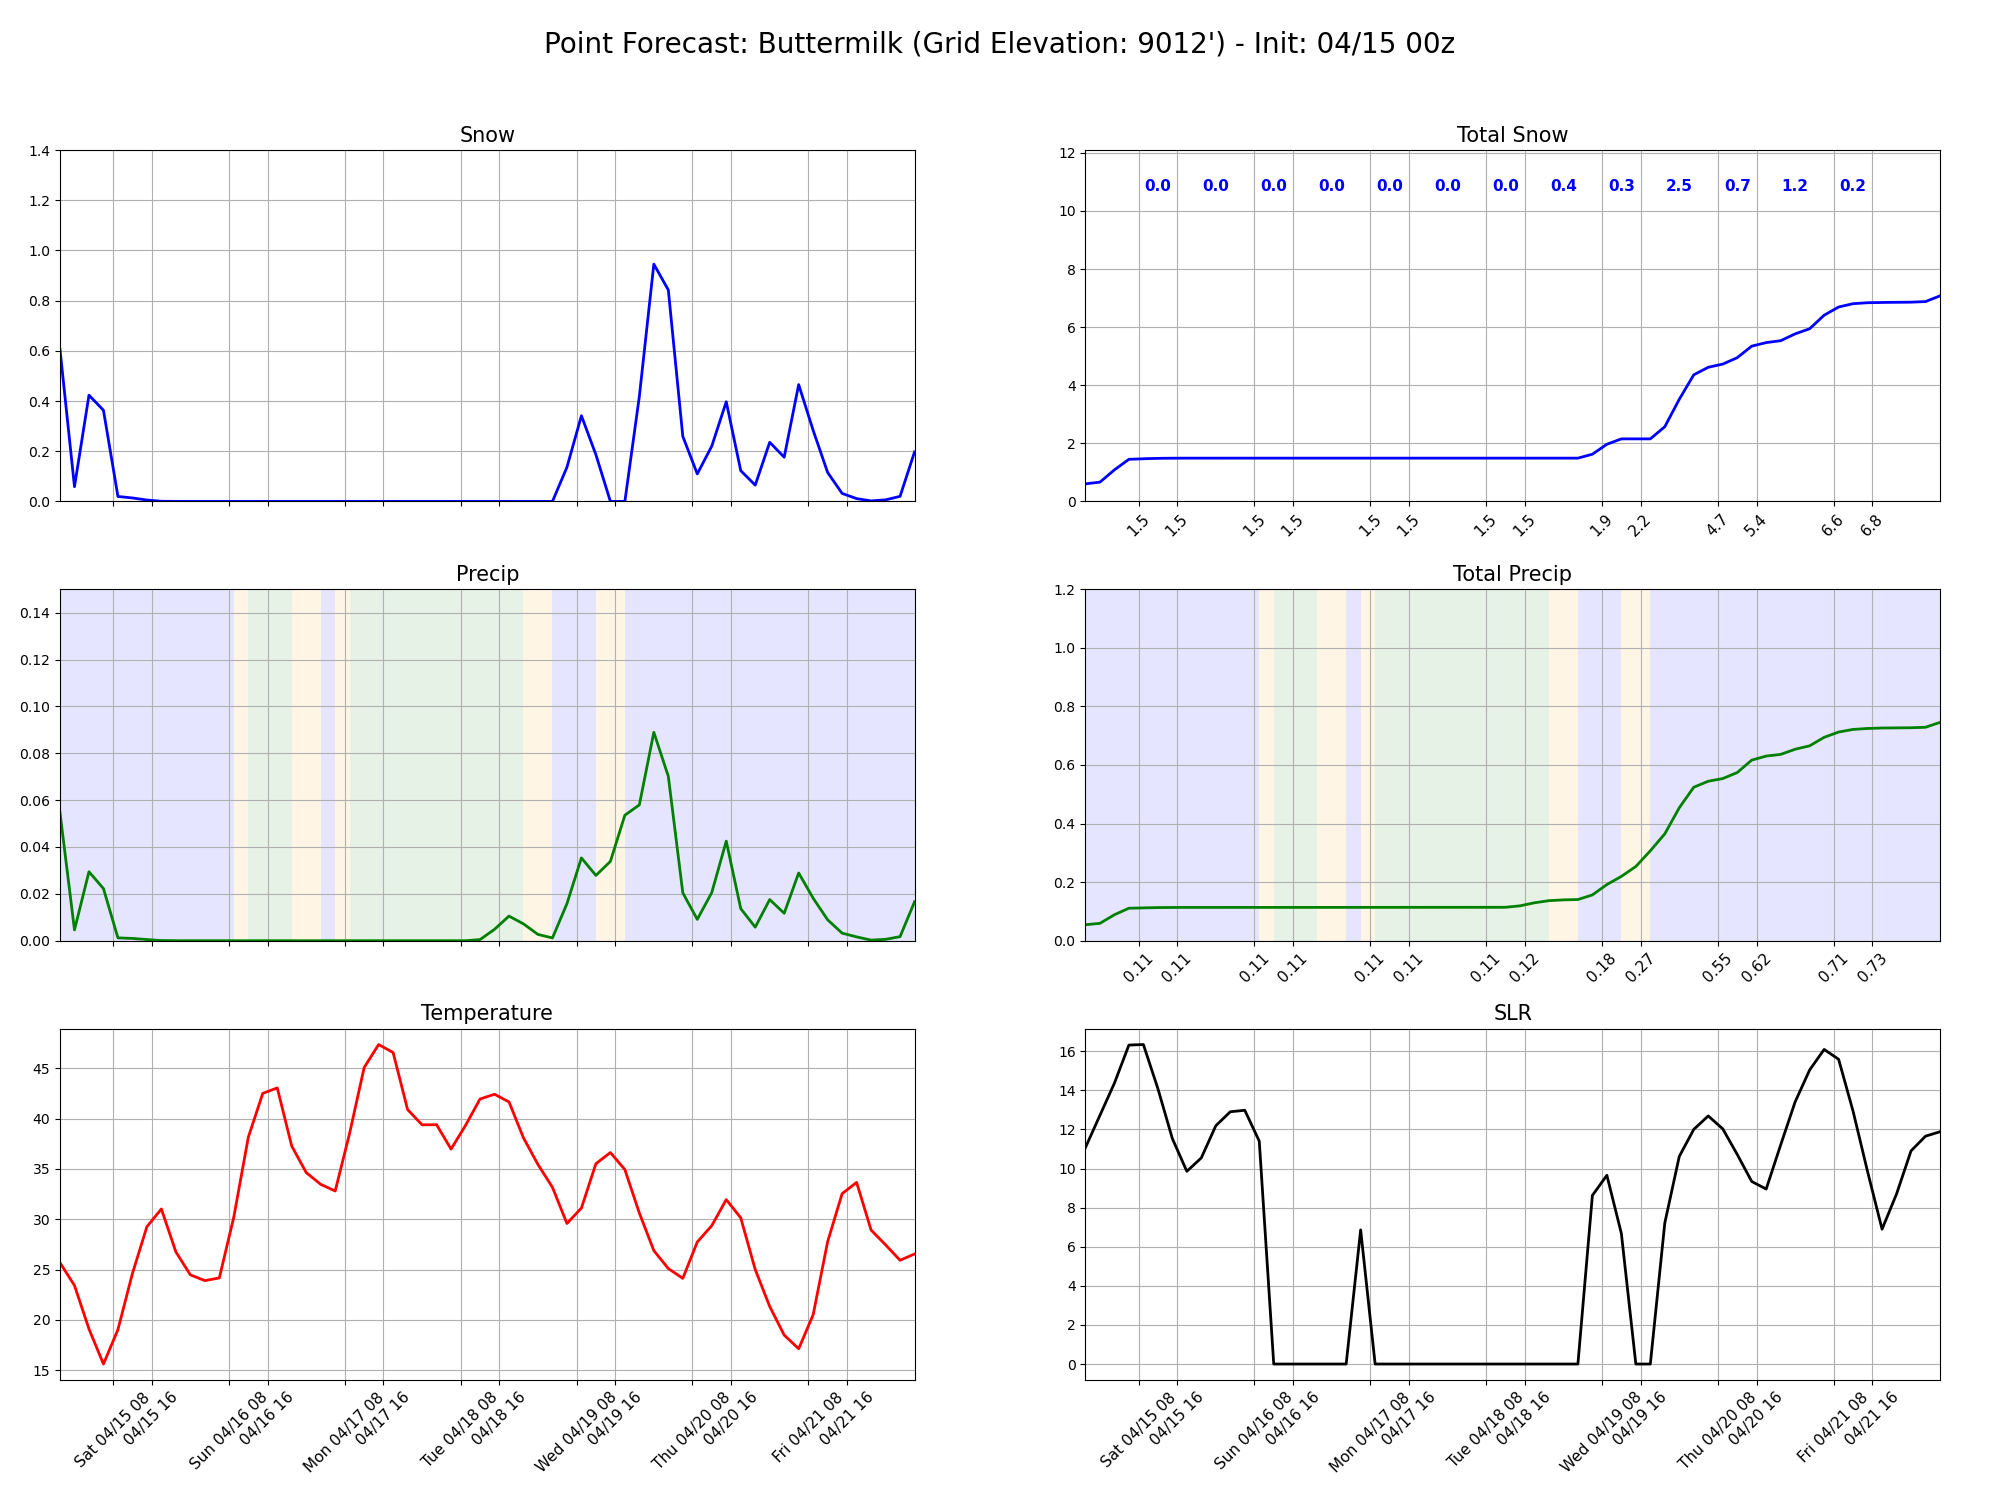 Point Forecast: Buttermilk (Grid Elevation: 9012') - Init: 04/15 00z
Snow
1.4
1.2
1.0
0.8
0.6
0.4
0.2
0.0
Total Snow
12
10
8
6
4
2
0
0.0 0.0 0.0 0.0 0.0 0.0 0.0 0.4 0.3 2.5 0.7 1.2 0.2
1.5 1.5 1.5 1.5 1.5 1.5 1.5 1.5 1.9 2.2 4.7 5.4 6.6 6.8
Precip
0.14
0.12
0.10
0.08
0.06
0.04
0.02
0.00
Total Precip
1.2
1.0
0.8
0.6
0.4
0.2
0.0
0.11 0.11 0.11 0.11 0.11 0.11 0.11 0.12 0.18 0.27 0.55 0.62 0.71 0.73
Temperature
45
40
35
30
25
20
15
Sat 04/15 08
04/15 16
Sun 04/16 08
04/16 16
Mon 04/17 08
04/17 16
Tue 04/18 08
04/18 16
Wed 04/19 08
04/19 16
Thu 04/20 08
04/20 16
Fri 04/21 08
04/21 16
SLR
16
14
12
10
8
6
4
2
0
Sat 04/15 08
04/15 16
Sun 04/16 08
04/16 16
Mon 04/17 08
04/17 16
Tue 04/18 08
04/18 16
Wed 04/19 08
04/19 16
Thu 04/20 08
04/20 16
Fri 04/21 08
04/21 16